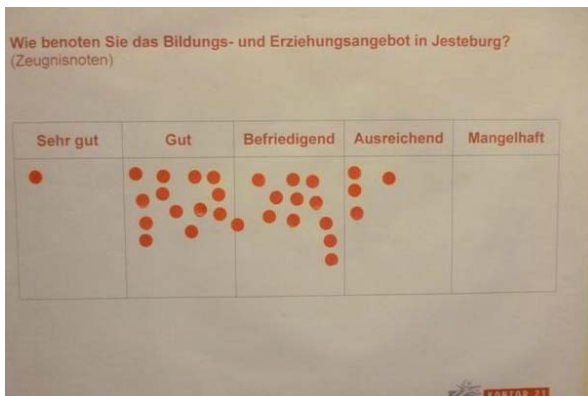 Wie benoten Sie das Bildungs- und Erziehungsangebot in Jesteburg?
(Zeugnisnoten)
Sehr gut Gut Befriedigend Ausreichend Mangelhaft
KONTOR 21